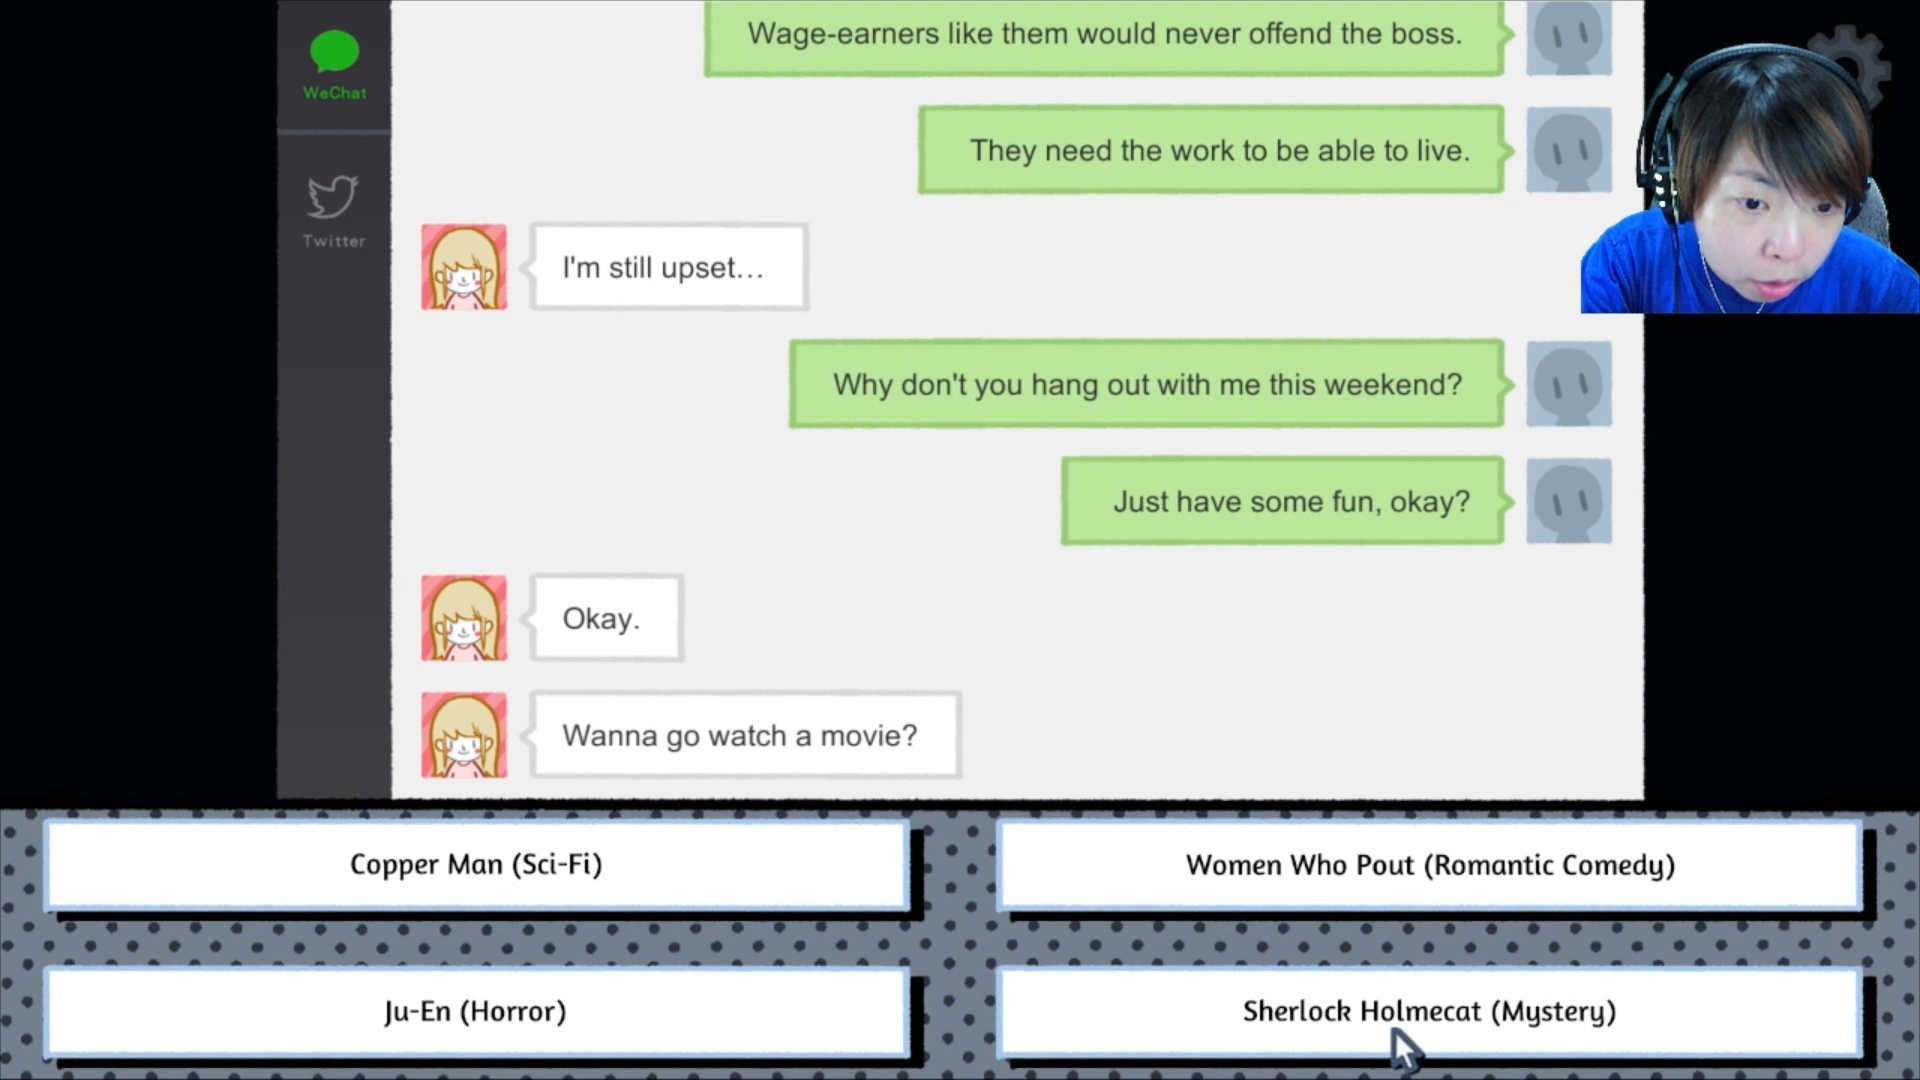 WeChat
Twitter
Wage-earners like them would never offend the boss.
They need the work to be able to live.
I'm still upset...
Why don't you hang out with me this weekend?
Just have some fun, okay?
Okay.
Wanna go watch a movie?
Copper Man (Sci-Fi)
Women Who Pout (Romantic Comedy)
Ju-En (Horror)
Sherlock Holmecat (Mystery)